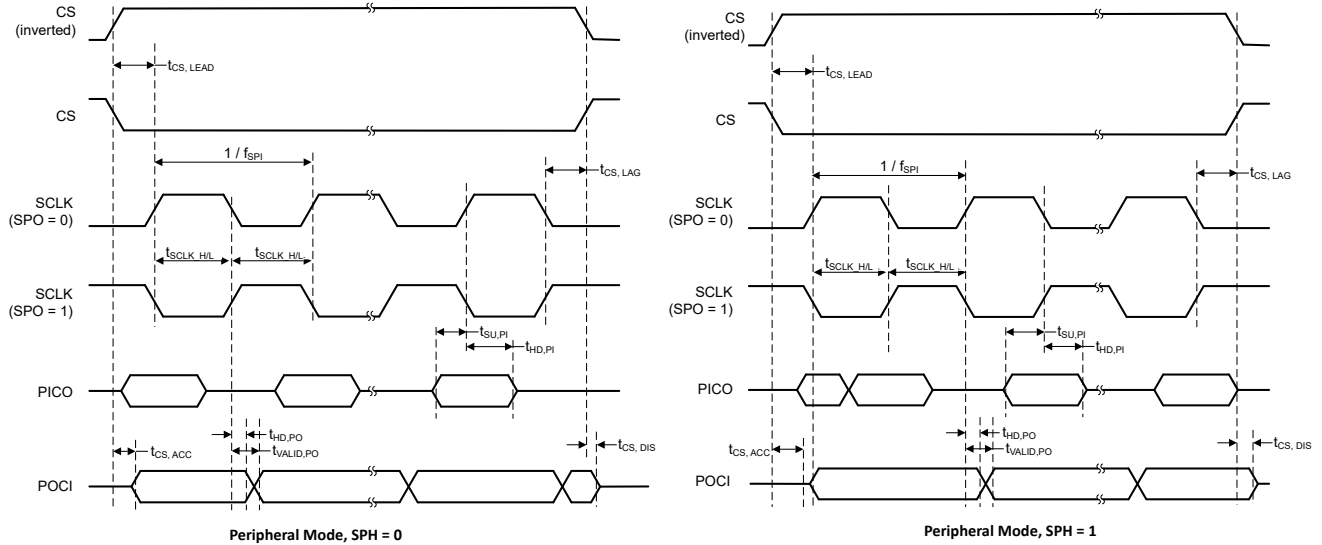 CS
(inverted)
tCS, LEAD
CS
1 / fSPI
tCS, LAG
SCLK
(SPO = 0)
tSCLK_H/L tSCLK_H/L.
SCLK
(SPO = 1)
tSU,PI
tHD,PI
PICO
tHD,PO
tVALID,PO
tCS, ACC
tCS, DIS
POCI
Peripheral Mode, SPH = 0
CS
(inverted)
tCS, LEAD
CS
1 / fSPI
tCS, LAG
SCLK
(SPO = 0)
tSCLK_H/L . tSCLK_H/L
SCLK
(SPO = 1)
tSU,PI
tHD,PI
PICO
tHD,PO
tVALID,PO
tCS, ACC
tCS, DIS
POCI
Peripheral Mode, SPH = 1